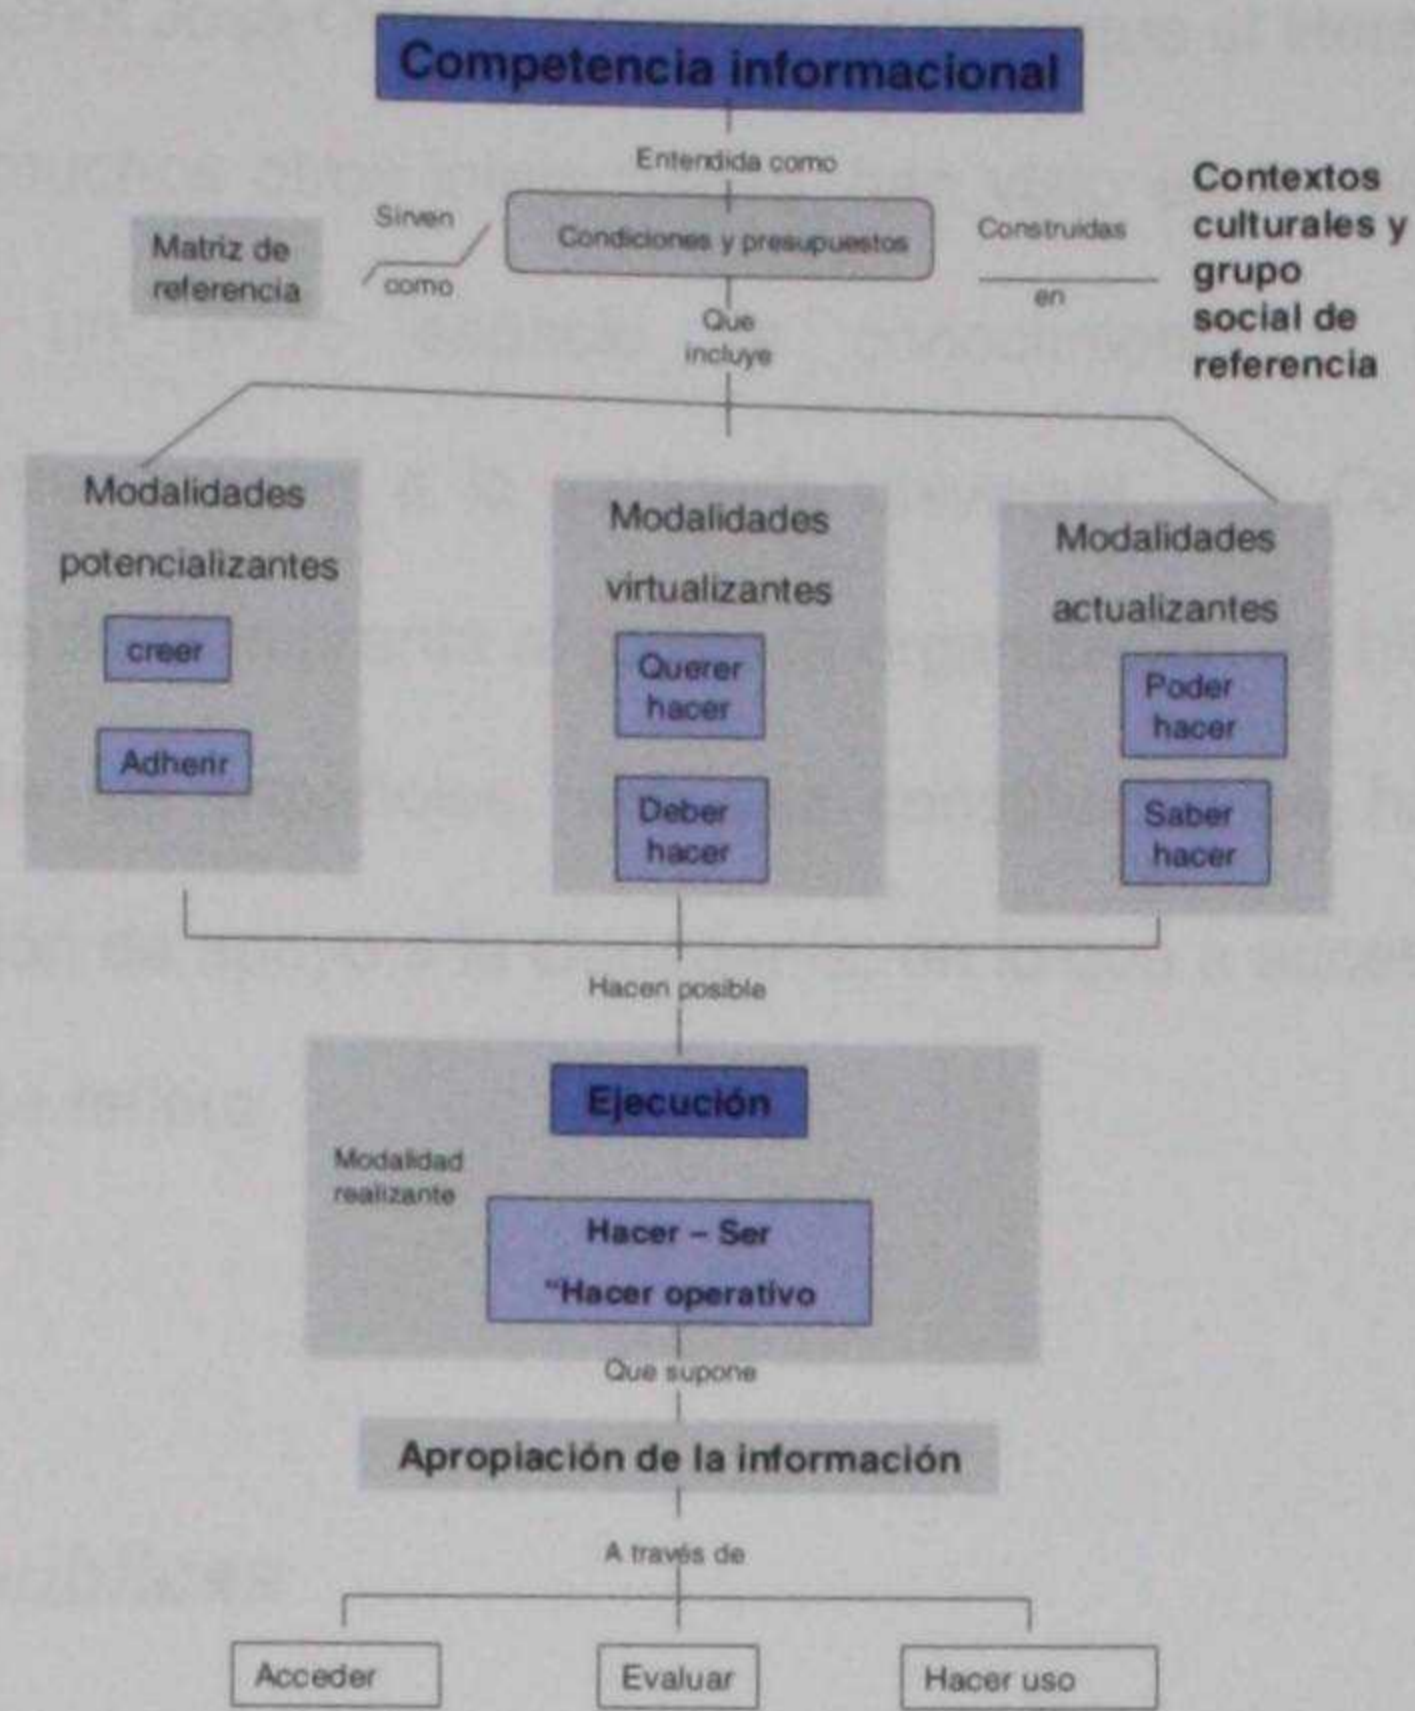 Competencia informacional
Entendida como
Matriz de
referencia
Sirven
como
Condiciones y presupuestos
Construidas
en
Contextos
culturales y
grupo
social de
referencia
Que
incluye
Modalidades
potencializantes
creer
Adherir
Modalidades
virtualizantes
Querer
hacer
Deber
hacer
Modalidades
actualizantes
Poder
hacer
Saber
hacer
Hacen posible
Ejecución
Modalidad
realizante
Hacer – Ser
“Hacer operativo
Que supone
Apropiación de la información
A través de
Acceder
Evaluar
Hacer uso